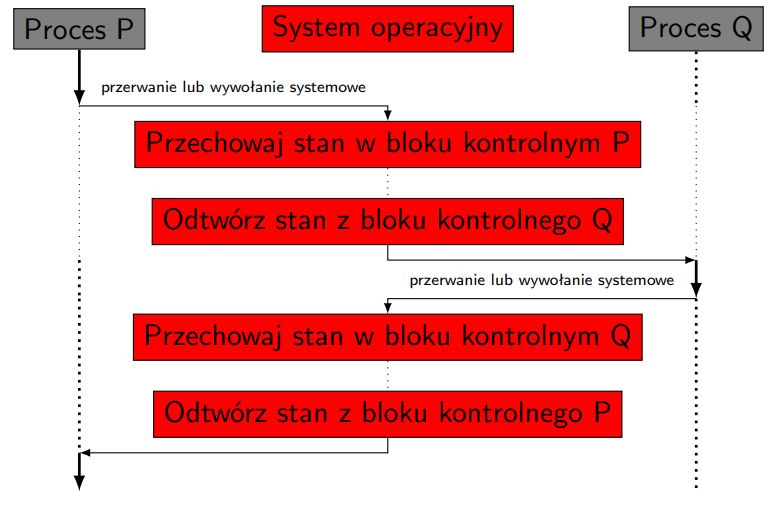 Proces P
System operacyjny
Proces Q
przerwanie lub wywołanie systemowe
Przechowaj stan w bloku kontrolnym P
Odtwórz stan z bloku kontrolnego Q
przerwanie lub wywołanie systemowe
Przechowaj stan w bloku kontrolnym Q
Odtwórz stan z bloku kontrolnego P